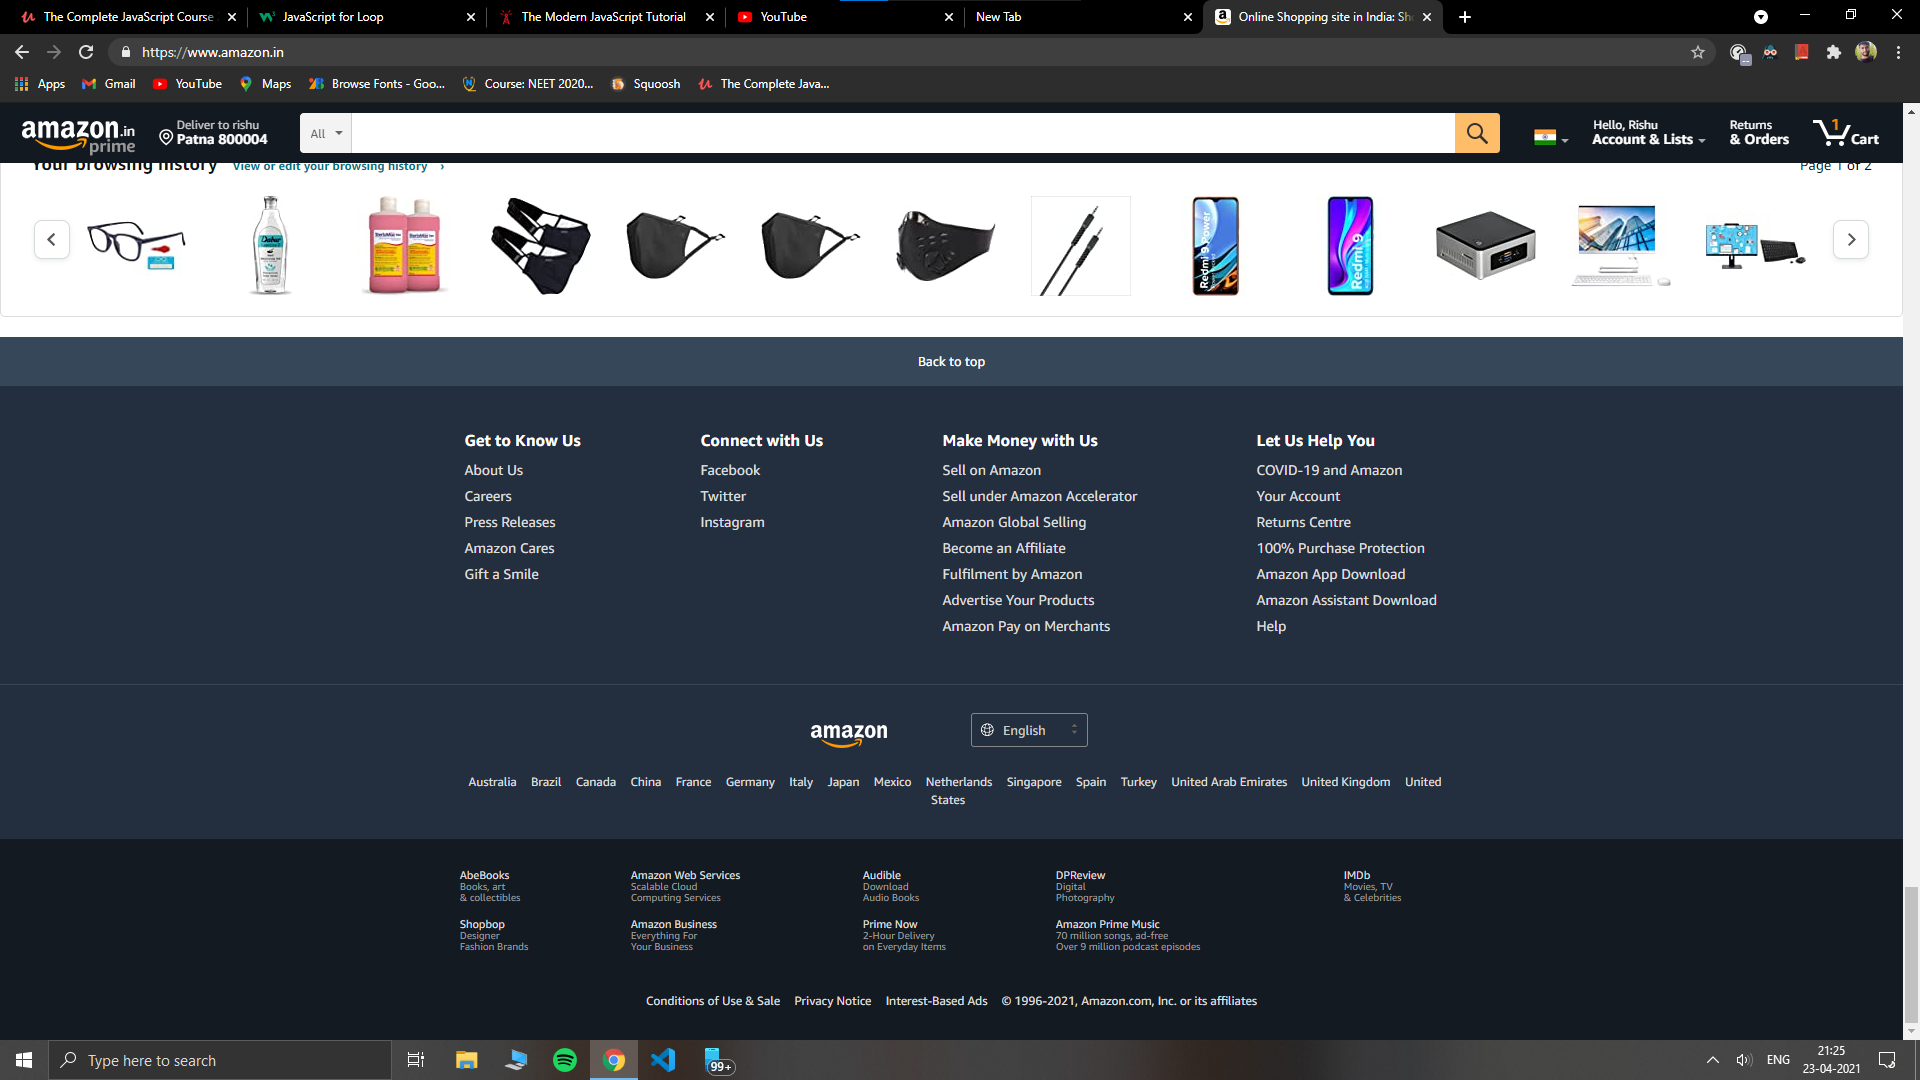 The Complete JavaScript Course
JavaScript for Loop
The Modern JavaScript Tutorial
YouTube
New Tab
Online Shopping site in India: Sh
https://www.amazon.in
Apps
Gmail
YouTube
Maps
Browse Fonts - Goo...
Course: NEET 2020...
Squoosh
The Complete Java...
amazon.in
prime
Deliver to rishu
Patna 800004
All
Hello, Rishu
Account & Lists
Returns
& Orders
1
Cart
Your browsing history View or edit your browsing history ›
Page 1 of 2
Dabur
Redmi 9 Power
Redmi 9
Back to top
Get to Know Us
About Us
Careers
Press Releases
Amazon Cares
Gift a Smile
Connect with Us
Facebook
Twitter
Instagram
Make Money with Us
Sell on Amazon
Sell under Amazon Accelerator
Amazon Global Selling
Become an Affiliate
Fulfilment by Amazon
Advertise Your Products
Amazon Pay on Merchants
Let Us Help You
COVID-19 and Amazon
Your Account
Returns Centre
100% Purchase Protection
Amazon App Download
Amazon Assistant Download
Help
amazon
English
Australia Brazil Canada China France Germany Italy Japan Mexico Netherlands Singapore Spain Turkey United Arab Emirates United Kingdom United
States
AbeBooks
Books, art
& collectibles
Amazon Web Services
Scalable Cloud
Computing Services
Audible
Download
Audio Books
DPReview
Digital
Photography
IMDb
Movies, TV
& Celebrities
Shopbop
Designer
Fashion Brands
Amazon Business
Everything For
Your Business
Prime Now
2-Hour Delivery
on Everyday Items
Amazon Prime Music
70 million songs, ad-free
Over 9 million podcast episodes
Conditions of Use & Sale Privacy Notice Interest-Based Ads © 1996-2021, Amazon.com, Inc. or its affiliates
Type here to search
99+
ENG
21:25
23-04-2021